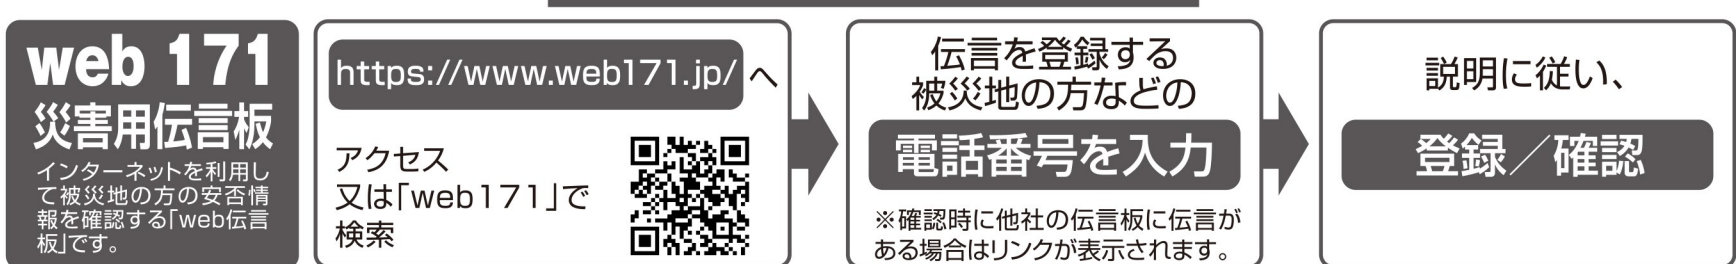 web 171
災害用伝言板
インターネットを利用し
て被災地の方の安否情
報を確認する「web伝言
板」です。
https://www.web171.jp/ へ
アクセス
又は「web171」で
検索
伝言を登録する
被災地の方などの
電話番号を入力
※確認時に他社の伝言板に伝言が
ある場合はリンクが表示されます。
説明に従い、
登録／確認